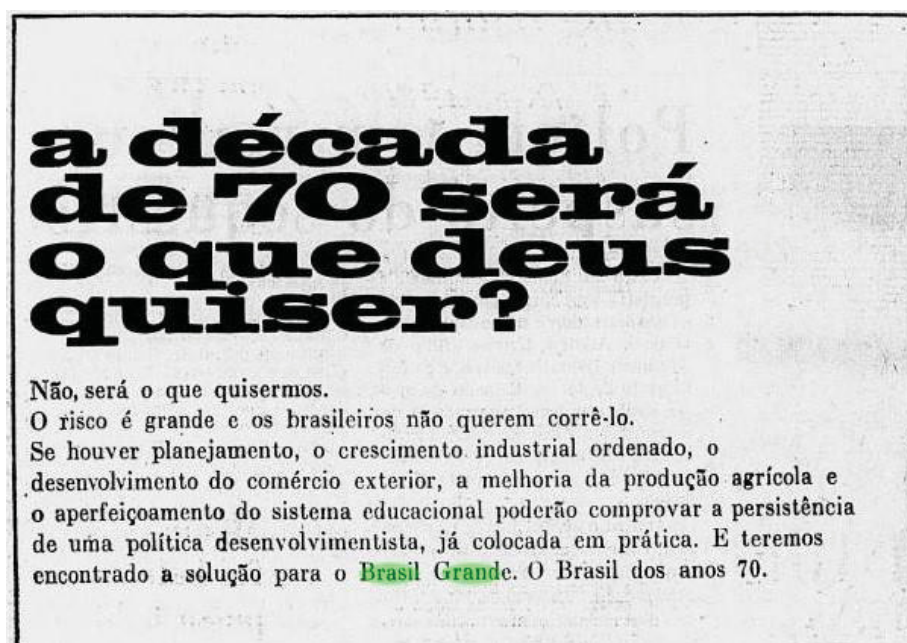 a década
de 70 será
o que deus
quiser?
Não, será o que quisermos.
O risco é grande e os brasileiros não querem corrê-lo.
Se houver planejamento, o crescimento industrial ordenado, o
desenvolvimento do comércio exterior, a melhoria da produção agrícola e
o aperfeiçoamento do sistema educacional poderão comprovar a persistência
de uma política desenvolvimentista, já colocada em prática. E teremos
encontrado a solução para o Brasil Grande. O Brasil dos anos 70.